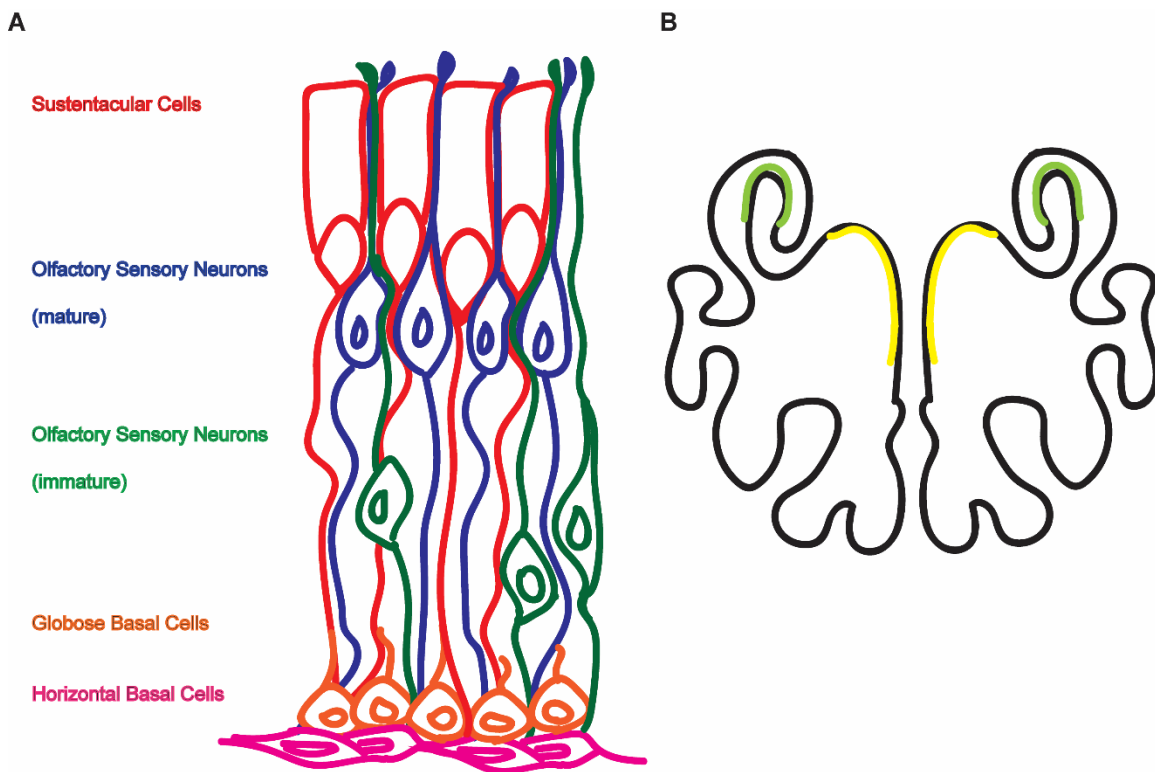 A
B
Sustentacular Cells
Olfactory Sensory Neurons
(mature)
Olfactory Sensory Neurons
(immature)
Globose Basal Cells
Horizontal Basal Cells